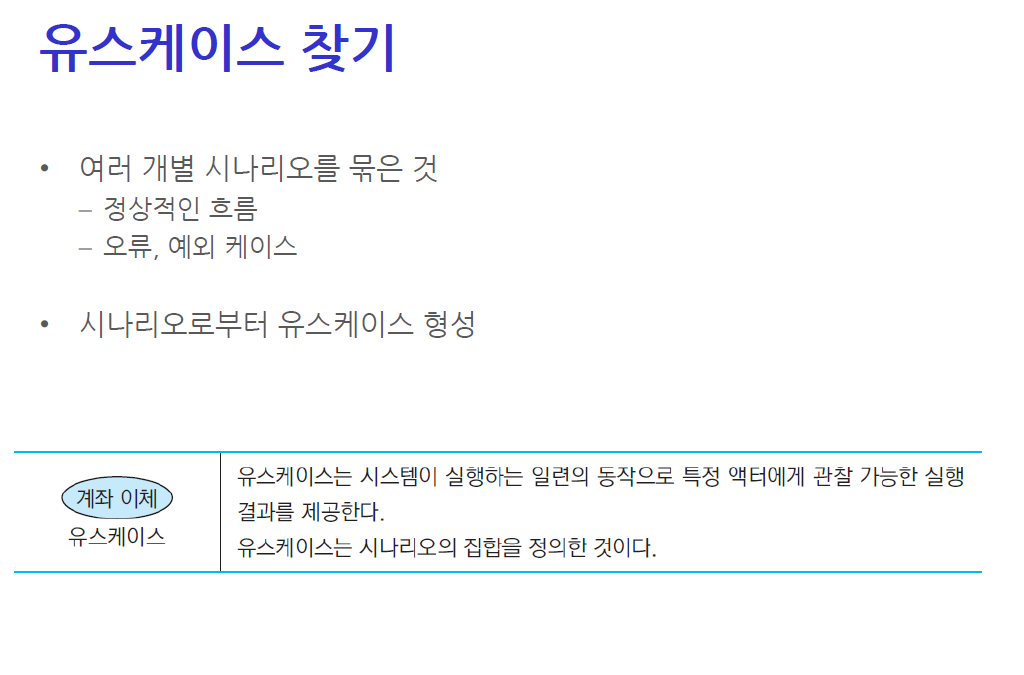 유스케이스 찾기
• 여러 개별 시나리오를 묶은 것
– 정상적인 흐름
– 오류, 예외 케이스
• 시나리오로부터 유스케이스 형성
계좌 이체
유스케이스
유스케이스는 시스템이 실행하는 일련의 동작으로 특정 액터에게 관찰 가능한 실행
결과를 제공한다.
유스케이스는 시나리오의 집합을 정의한 것이다.